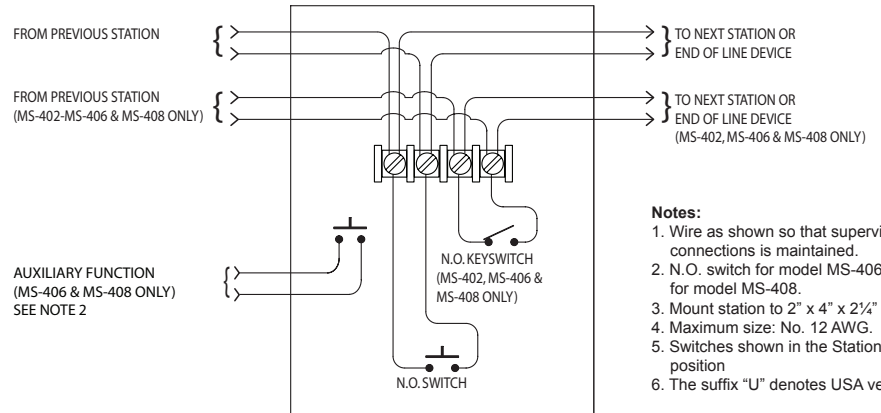 FROM PREVIOUS STATION
TO NEXT STATION OR
END OF LINE DEVICE
FROM PREVIOUS STATION
(MS-402-MS-406 & MS-408 ONLY)
TO NEXT STATION OR
END OF LINE DEVICE
(MS-402, MS-406 & MS-408 ONLY)
N.O. KEYSWITCH
(MS-402, MS-406 &
MS-408 ONLY)
AUXILIARY FUNCTION
(MS-406 & MS-408 ONLY)
SEE NOTE 2
N.O. SWITCH
Notes:
1. Wire as shown so that
connections is maintained.
2. N.O. switch for model MS-406
for model MS-408.
3. Mount station to 2” x 4” x 2¼”
4. Maximum size: No. 12 AWG.
5. Switches shown in the Station
position
6. The suffix “U” denotes USA